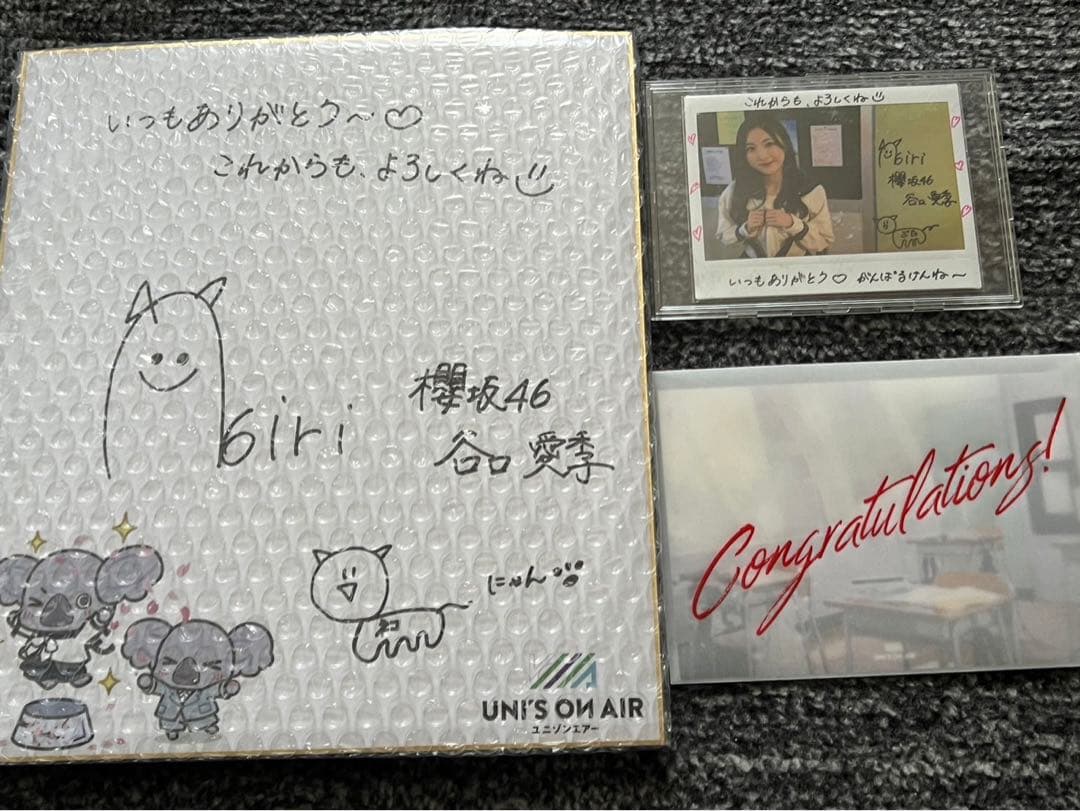 いつもありがとう〜♡
これからも、よろしくね
Airi
櫻坂46
谷口愛季
ネコ
にゃん
UNI'S ON AIR
ユニゾンエアー
これからも、よろしくね
Airi
櫻坂46
谷口愛季
いつもありがとう♡ がんばるけんね〜
Congratulations!